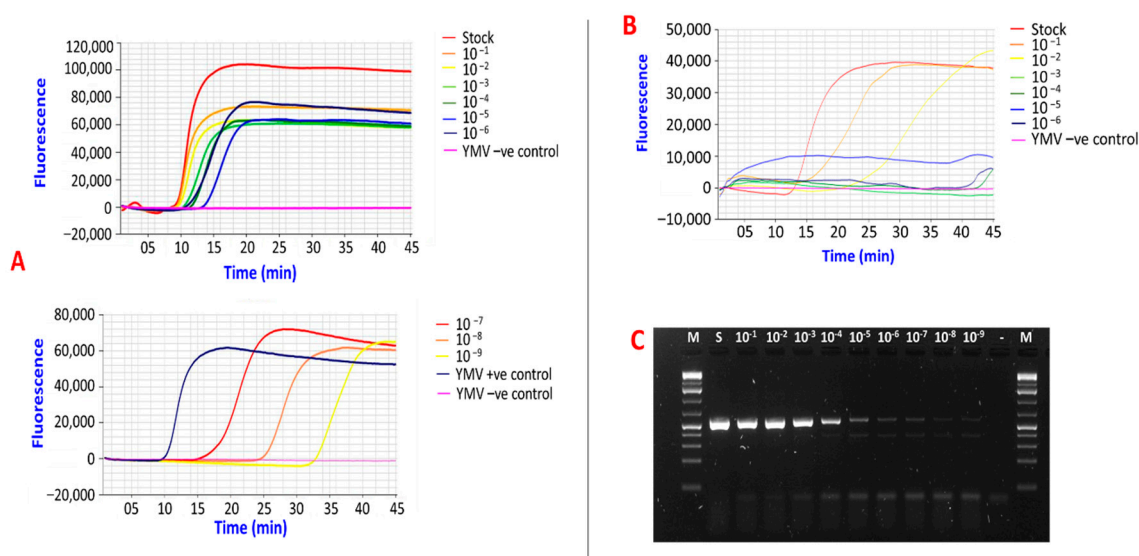 A
120,000
100,000
80,000
60,000
40,000
20,000
0
−20,000
Fluorescence
05 10 15 20 25 30 35 40 45
Time (min)
Stock
10⁻¹
10⁻²
10⁻³
10⁻⁴
10⁻⁵
10⁻⁶
YMV −ve control
80,000
60,000
40,000
20,000
0
−20,000
Fluorescence
05 10 15 20 25 30 35 40 45
Time (min)
10⁻⁷
10⁻⁸
10⁻⁹
YMV +ve control
YMV −ve control
B
50,000
40,000
30,000
20,000
10,000
0
−10,000
Fluorescence
05 10 15 20 25 30 35 40 45
Time (min)
Stock
10⁻¹
10⁻²
10⁻³
10⁻⁴
10⁻⁵
10⁻⁶
YMV −ve control
C
M S 10⁻¹ 10⁻² 10⁻³ 10⁻⁴ 10⁻⁵ 10⁻⁶ 10⁻⁷ 10⁻⁸ 10⁻⁹ - M